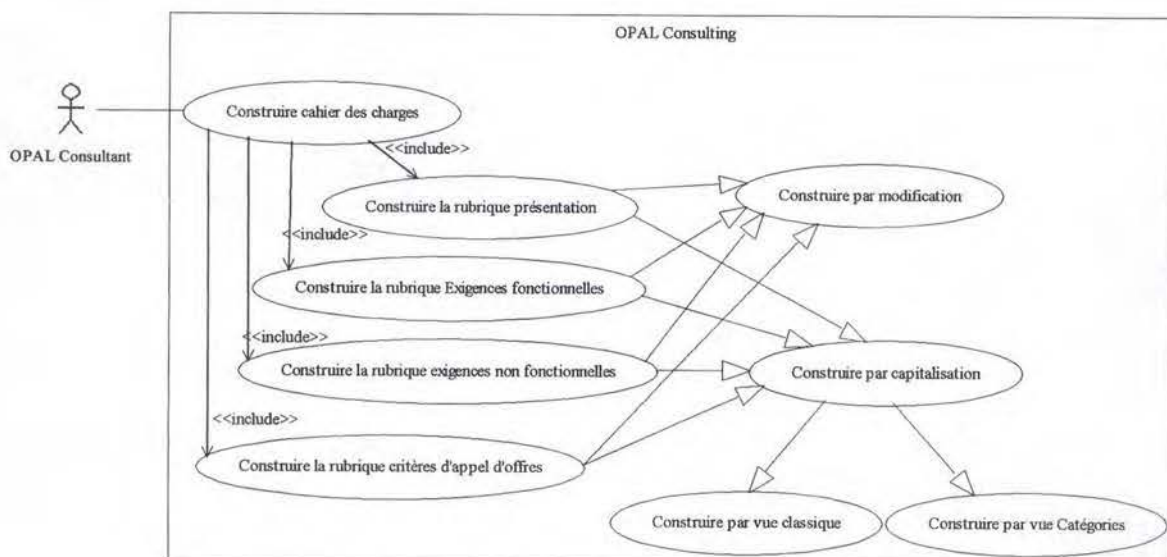 OPAL Consulting
Construire cahier des charges
OPAL Consultant
<<include>>
Construire la rubrique présentation
Construire par modification
<<include>>
Construire la rubrique Exigences fonctionnelles
<<include>>
Construire la rubrique exigences non fonctionnelles
Construire par capitalisation
<<include>>
Construire la rubrique critères d'appel d'offres
Construire par vue classique
Construire par vue Catégories